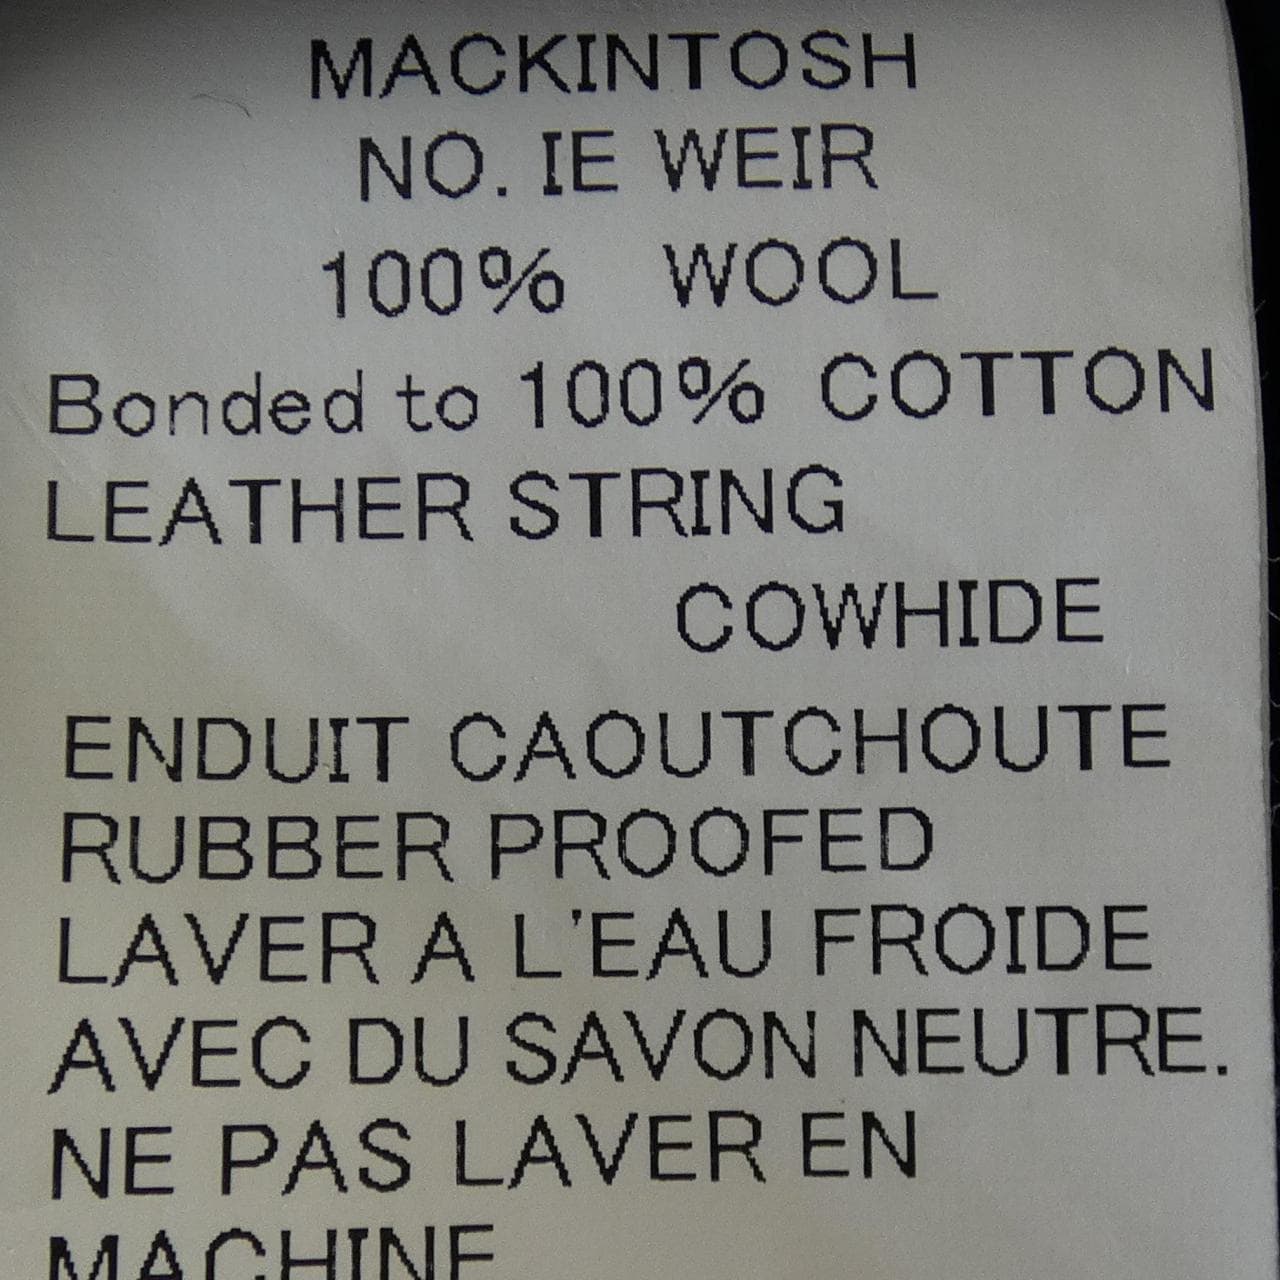 MACKINTOSH
NO. IE WEIR
100% WOOL
Bonded to 100% COTTON
LEATHER STRING
COWHIDE
ENDUIT CAOUTCHOUTE
RUBBER PROOFED
LAVER A L'EAU FROIDE
AVEC DU SAVON NEUTRE.
NE PAS LAVER EN
MACHINE